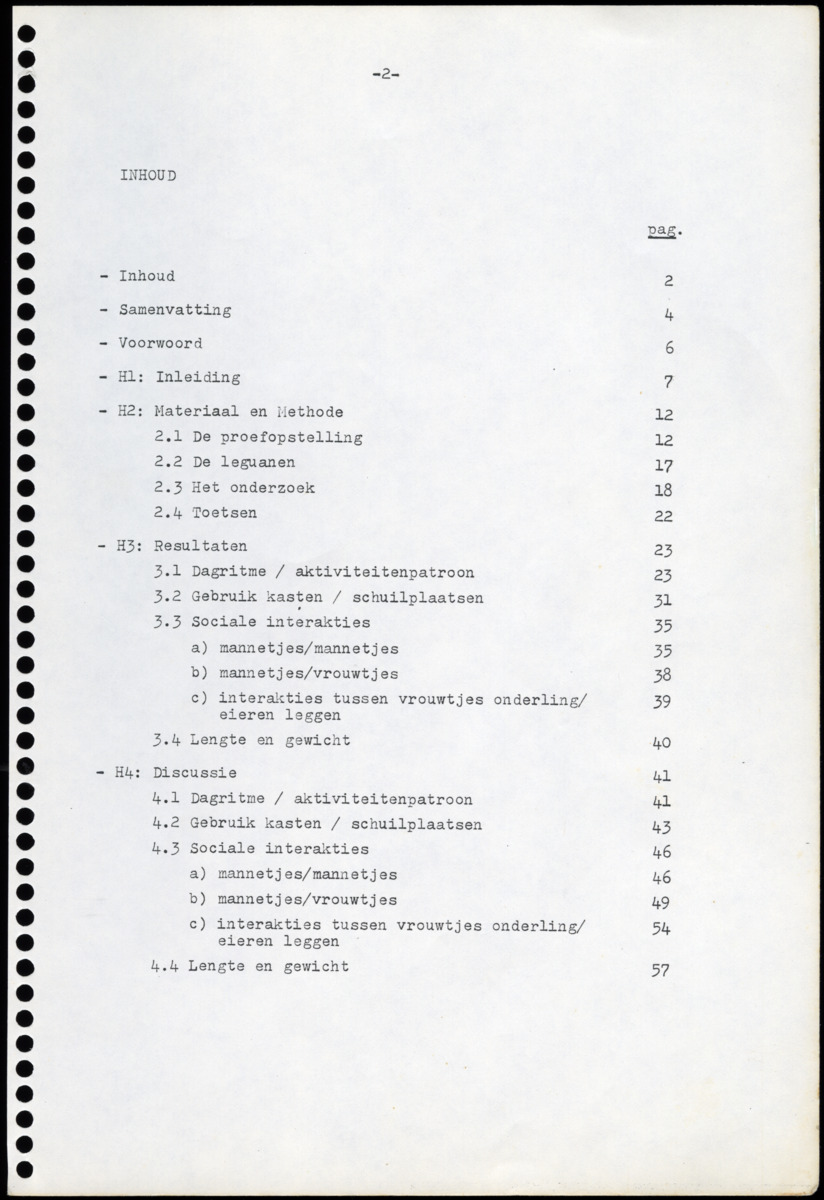 -2-
INHOUD
pag.
- Inhoud 2
- Samenvatting 4
- Voorwoord 6
- H1: Inleiding 7
- H2: Materiaal en Methode 12
2.1 De proefopstelling 12
2.2 De leguanen 17
2.3 Het onderzoek 18
2.4 Toetsen 22
- H3: Resultaten 23
3.1 Dagritme / aktiviteitenpatroon 23
3.2 Gebruik kasten / schuilplaatsen 31
3.3 Sociale interakties 35
a) mannetjes/mannetjes 35
b) mannetjes/vrouwtjes 38
c) interakties tussen vrouwtjes onderling/ 39
eieren leggen
3.4 Lengte en gewicht 40
- H4: Discussie 41
4.1 Dagritme / aktiviteitenpatroon 41
4.2 Gebruik kasten / schuilplaatsen 43
4.3 Sociale interakties 46
a) mannetjes/mannetjes 46
b) mannetjes/vrouwtjes 49
c) interakties tussen vrouwtjes onderling/ 54
eieren leggen
4.4 Lengte en gewicht 57